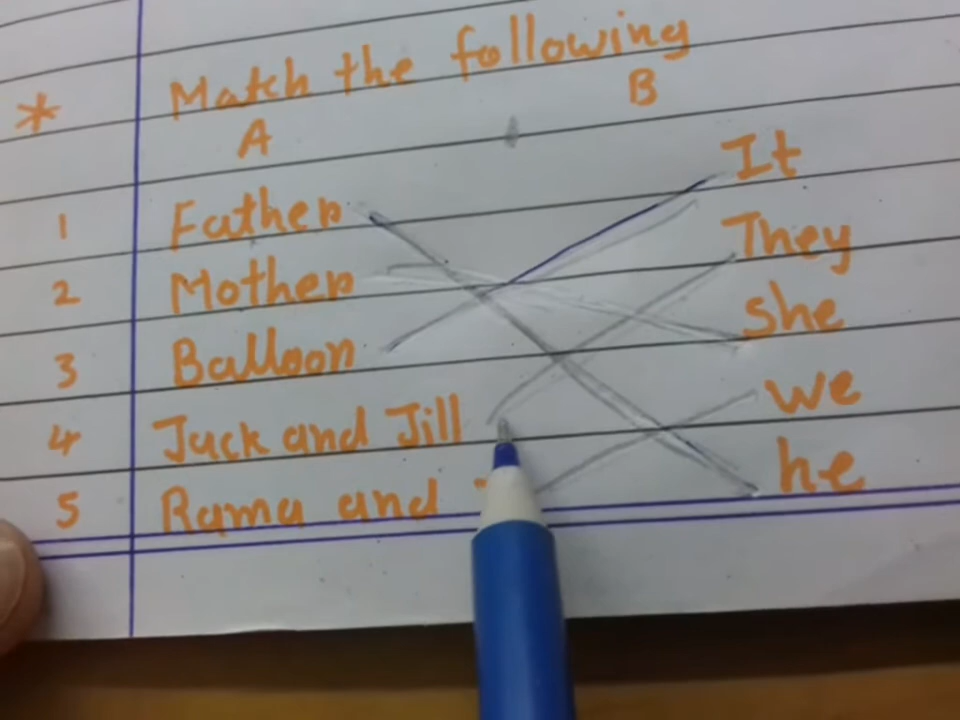 * Match the following
A B
1 Father It
2 Mother They
3 Balloon she
4 Jack and Jill we
5 Rama and he